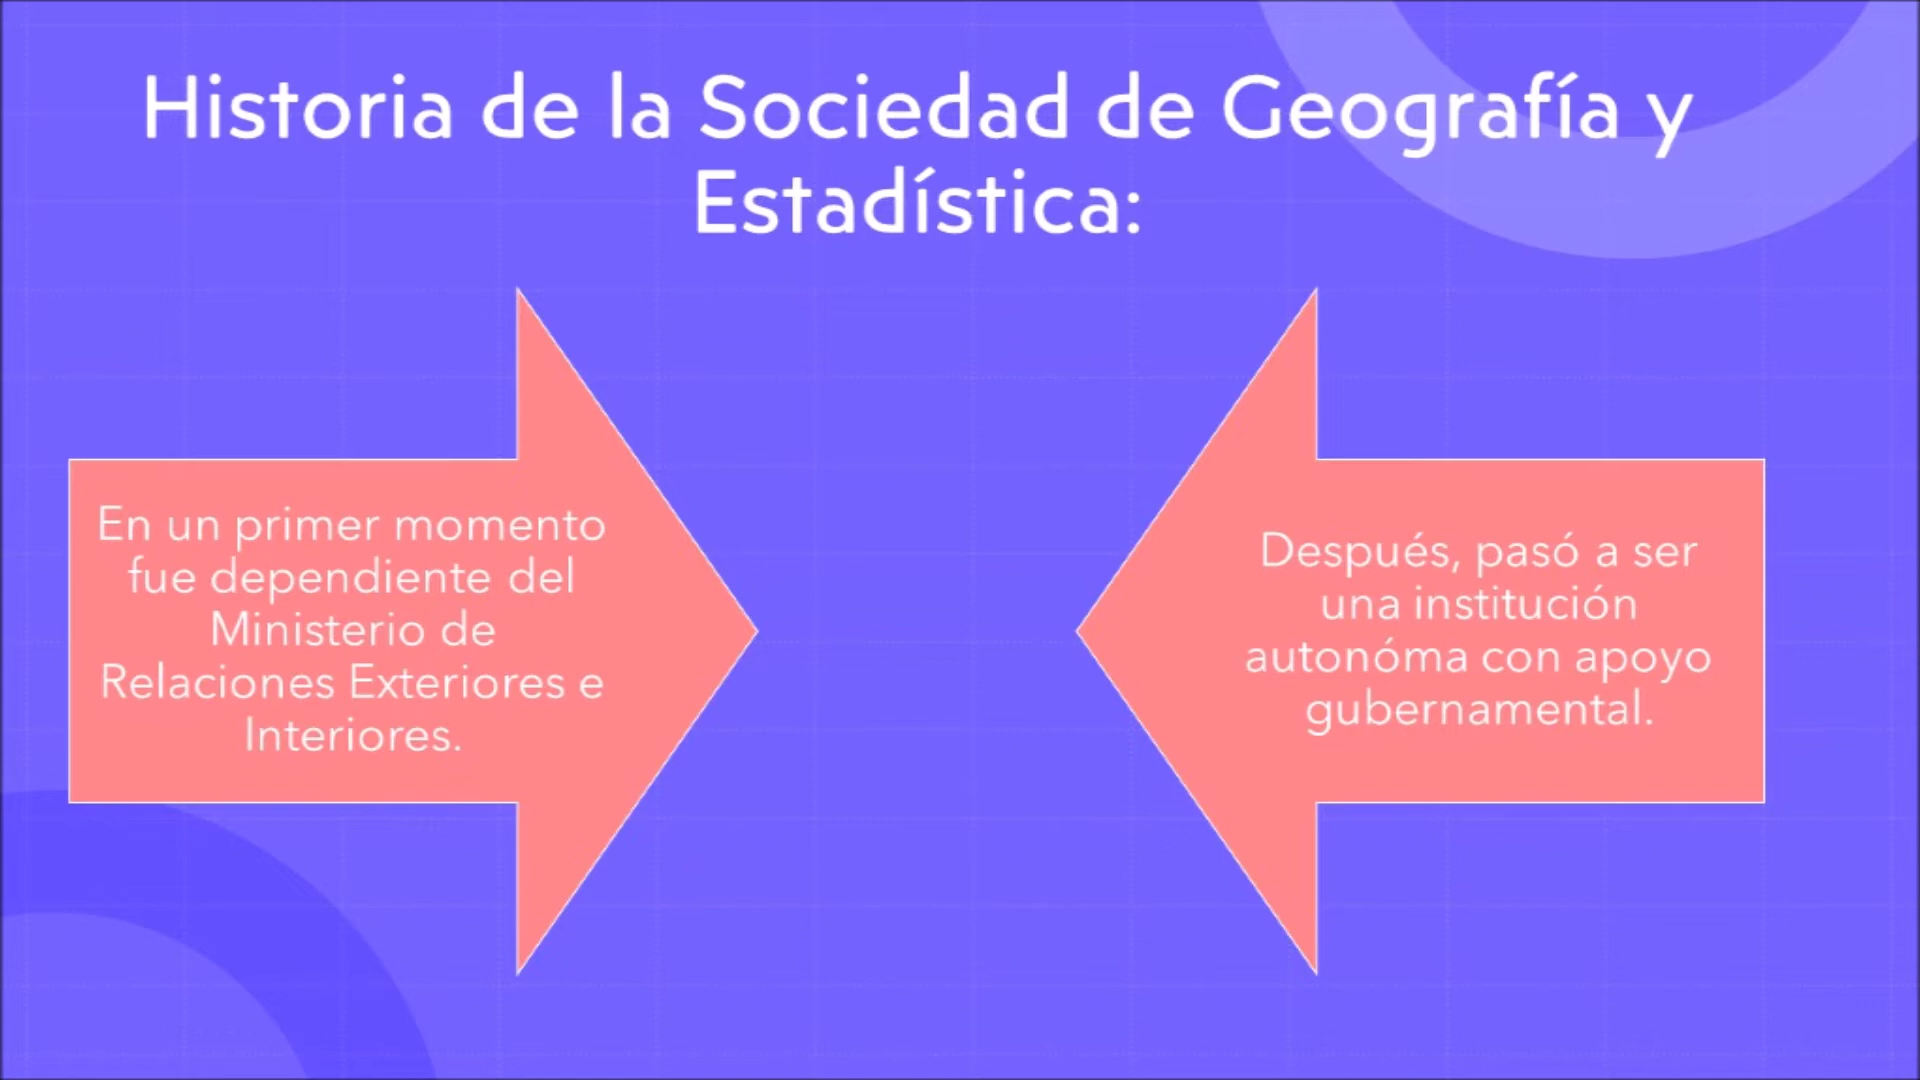 Historia de la Sociedad de Geografía y
Estadística:
En un primer momento
fue dependiente del
Ministerio de
Relaciones Exteriores e
Interiores.
Después, pasó a ser
una institución
autonóma con apoyo
gubernamental.